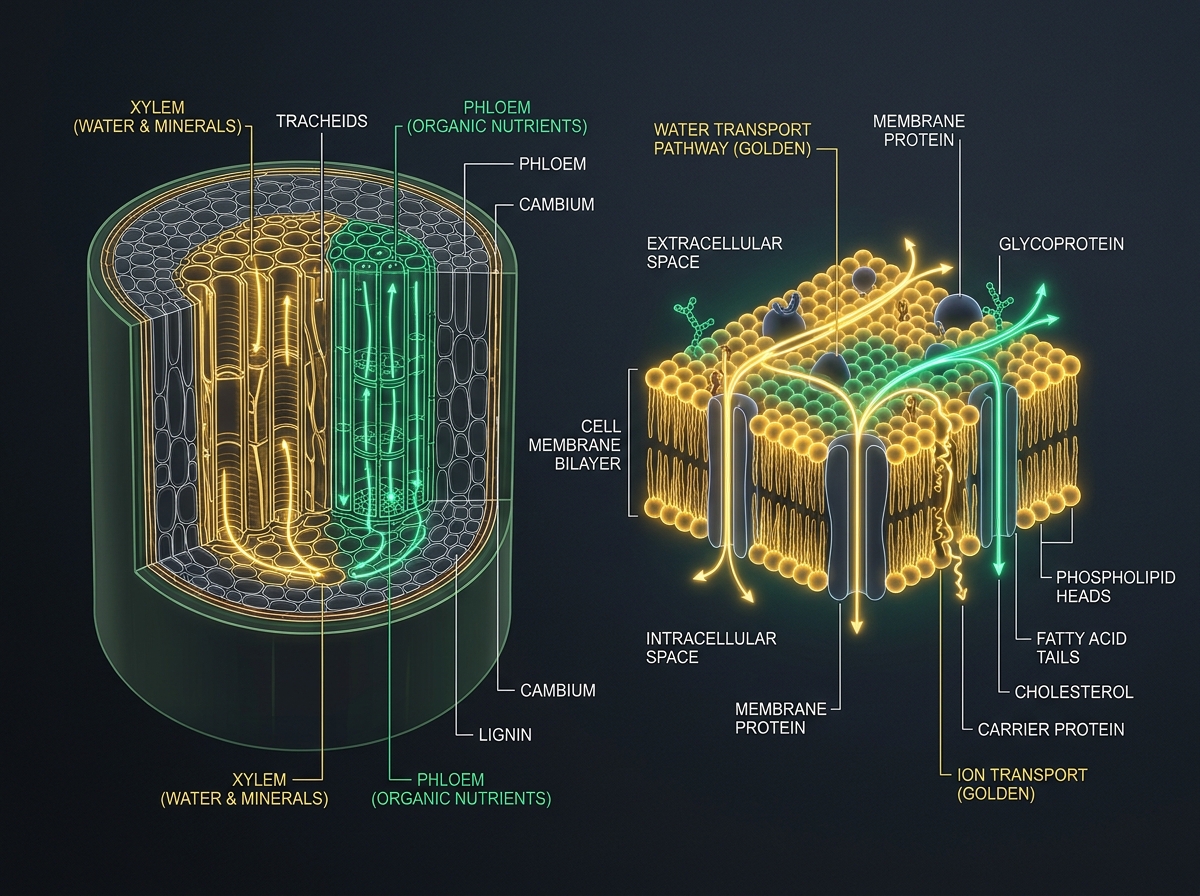 XYLEM
(WATER & MINERALS)
TRACHEIDS
PHLOEM
(ORGANIC NUTRIENTS)
PHLOEM
CAMBIUM
CAMBIUM
LIGNIN
XYLEM
(WATER & MINERALS)
PHLOEM
(ORGANIC NUTRIENTS)
WATER TRANSPORT
PATHWAY (GOLDEN)
MEMBRANE
PROTEIN
EXTRACELLULAR
SPACE
GLYCOPROTEIN
CELL
MEMBRANE
BILAYER
PHOSPHOLIPID
HEADS
INTRACELLULAR
SPACE
FATTY ACID
TAILS
CHOLESTEROL
MEMBRANE
PROTEIN
CARRIER PROTEIN
ION TRANSPORT
(GOLDEN)